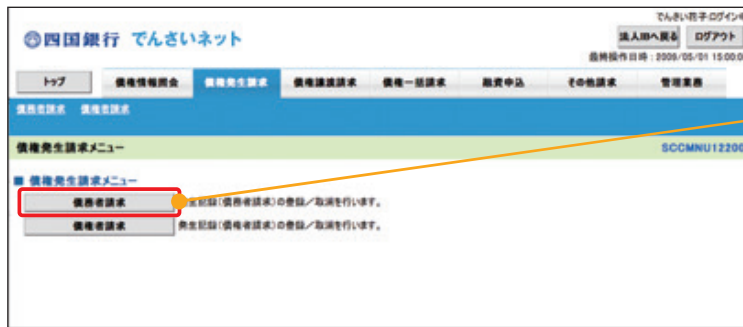 でんさい花子:ログイン中
四国銀行 でんさいネット
法人IBへ戻る ログアウト
最終操作日時：2009/05/01 15:00:0
トップ 債権情報照会 債権発生請求 債権譲渡請求 債権一括請求 融資申込 その他請求 管理業務
債務者請求 債権者請求
債権発生請求メニュー SCCMNU12200
■ 債権発生請求メニュー
債務者請求 生記録(債務者請求)の登録／取消を行います。
債権者請求 発生記録(債権者請求)の登録／取消を行います。